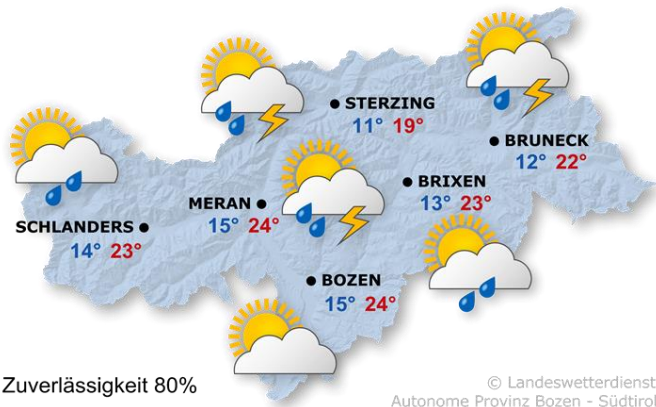 STERZING
11° 19°
BRUNECK
12° 22°
BRIXEN
13° 23°
MERAN
15° 24°
SCHLANDERS
14° 23°
BOZEN
15° 24°
Zuverlässigkeit 80%
© Landeswetterdienst
Autonome Provinz Bozen - Südtirol